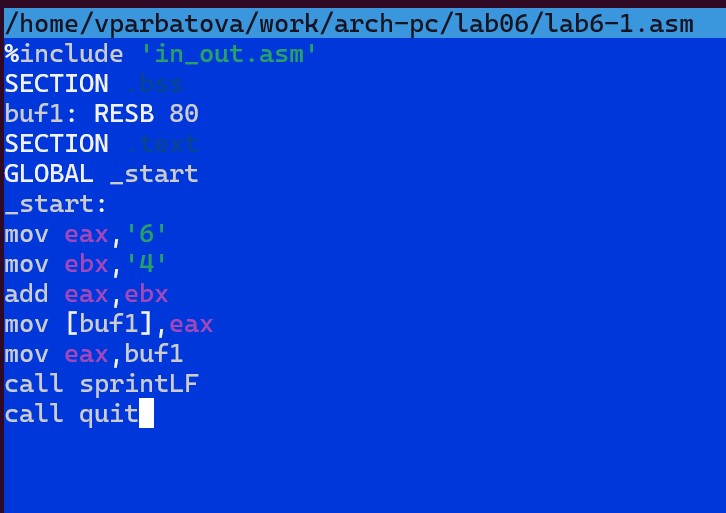 /home/vparbatova/work/arch-pc/lab06/lab6-1.asm
%include 'in_out.asm'
SECTION .bss
buf1: RESB 80
SECTION .text
GLOBAL _start
_start:
mov eax,'6'
mov ebx,'4'
add eax,ebx
mov [buf1],eax
mov eax,buf1
call sprintLF
call quit